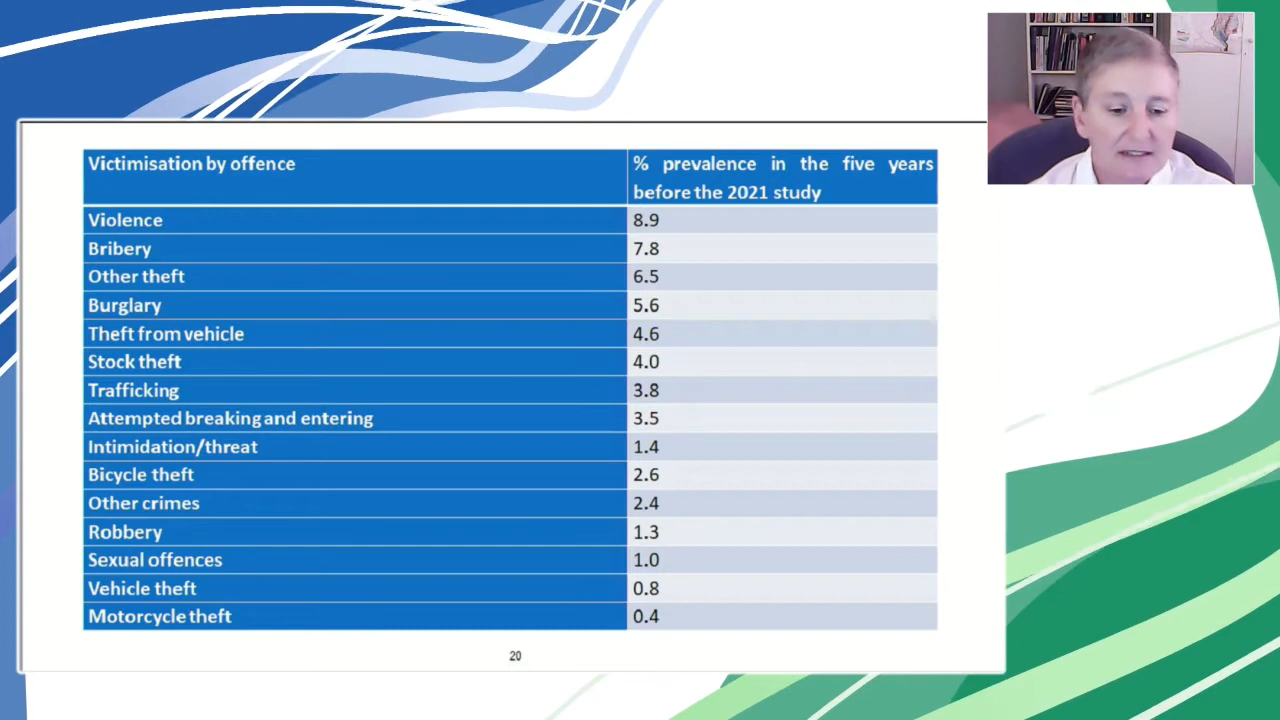 Victimisation by offence
% prevalence in the five years
before the 2021 study
Violence 8.9
Bribery 7.8
Other theft 6.5
Burglary 5.6
Theft from vehicle 4.6
Stock theft 4.0
Trafficking 3.8
Attempted breaking and entering 3.5
Intimidation/threat 1.4
Bicycle theft 2.6
Other crimes 2.4
Robbery 1.3
Sexual offences 1.0
Vehicle theft 0.8
Motorcycle theft 0.4
20